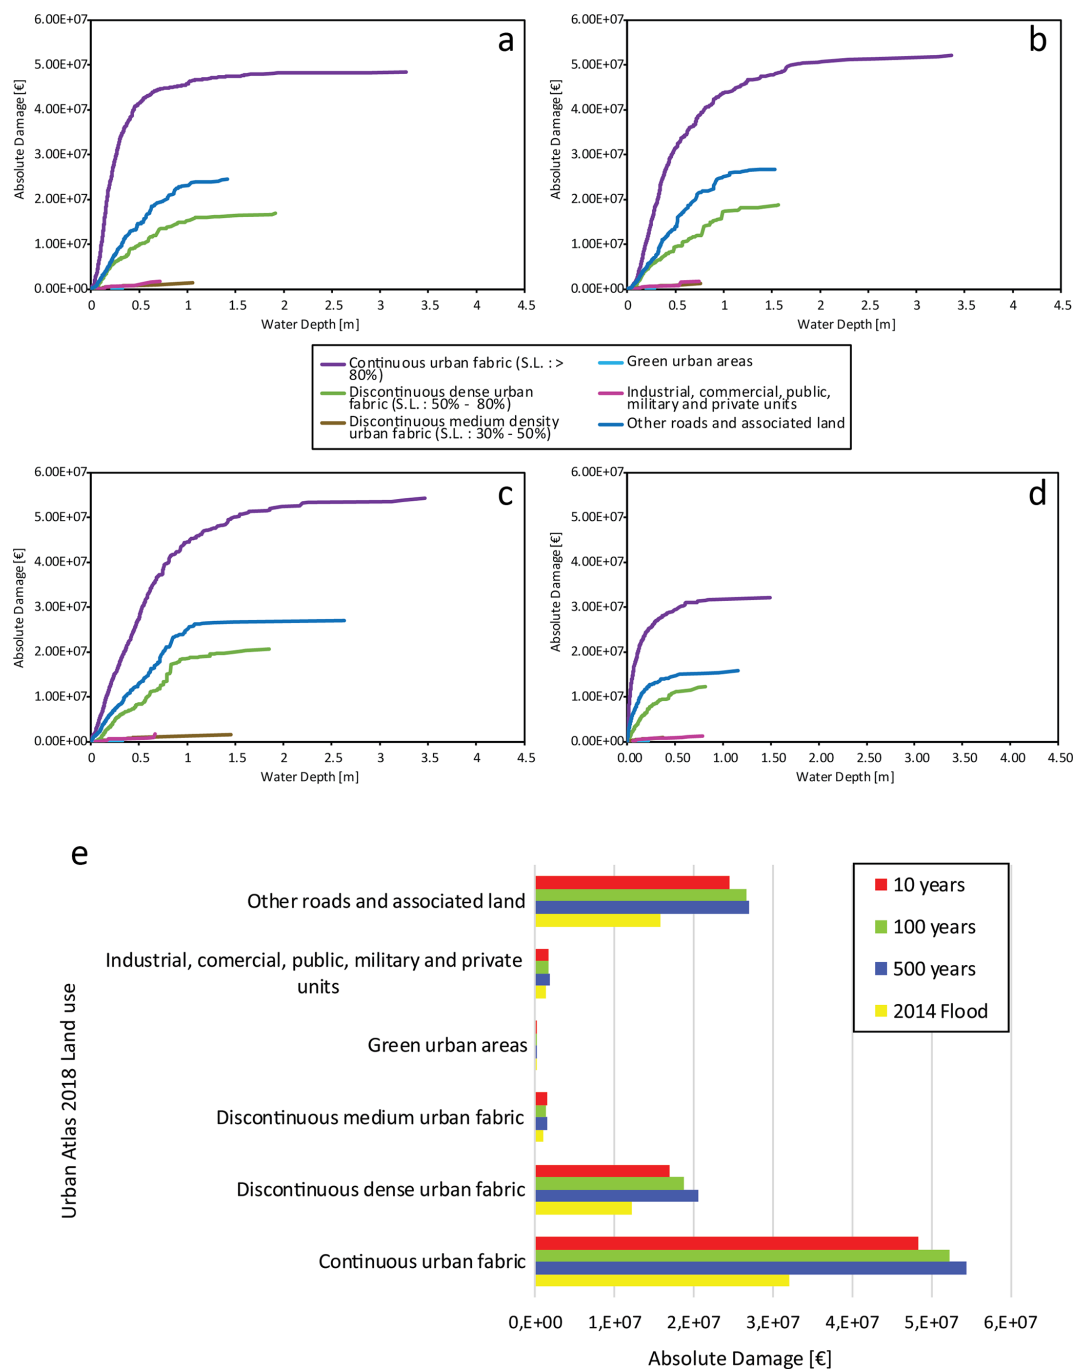 a
6.00E+07
5.00E+07
4.00E+07
3.00E+07
2.00E+07
1.00E+07
0.00E+00
Absolute Damage [€]
0 0.5 1 1.5 2 2.5 3 3.5 4 4.5
Water Depth [m]
b
6.00E+07
5.00E+07
4.00E+07
3.00E+07
2.00E+07
1.00E+07
0.00E+00
Absolute Damage [€]
0 0.5 1 1.5 2 2.5 3 3.5 4 4.5
Water Depth [m]
Continuous urban fabric (S.L. : >
80%)
Discontinuous dense urban
fabric (S.L. : 50% - 80%)
Discontinuous medium density
urban fabric (S.L. : 30% - 50%)
Green urban areas
Industrial, commercial, public,
military and private units
Other roads and associated land
c
6.00E+07
5.00E+07
4.00E+07
3.00E+07
2.00E+07
1.00E+07
0.00E+00
Absolute Damage [€]
0 0.5 1 1.5 2 2.5 3 3.5 4 4.5
Water Depth [m]
d
6.00E+07
5.00E+07
4.00E+07
3.00E+07
2.00E+07
1.00E+07
0.00E+00
Absolute Damage [€]
0.00 0.50 1.00 1.50 2.00 2.50 3.00 3.50 4.00 4.50
Water Depth [m]
e
10 years
100 years
500 years
2014 Flood
Urban Atlas 2018 Land use
Other roads and associated land
Industrial, comercial, public, military and private
units
Green urban areas
Discontinuous medium urban fabric
Discontinuous dense urban fabric
Continuous urban fabric
0,E+00 1,E+07 2,E+07 3,E+07 4,E+07 5,E+07 6,E+07
Absolute Damage [€]